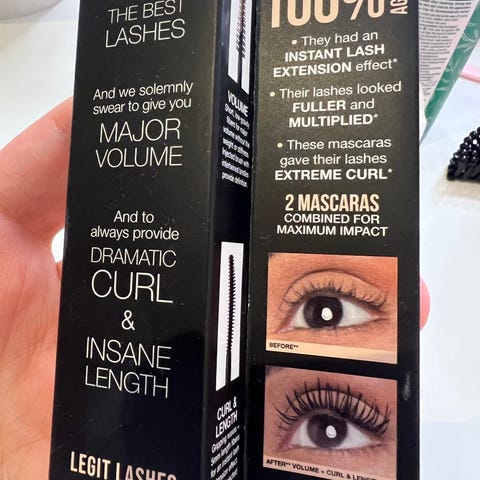 THE BEST
LASHES
And we solemnly
swear to give you
MAJOR
VOLUME
And to
always provide
DRAMATIC
CURL
&
INSANE
LENGTH
LEGIT LASHES
VOLUME
CURL &
LENGTH
100%
• They had an
INSTANT LASH
EXTENSION effect*
• Their lashes looked
FULLER and
MULTIPLIED*
• These mascaras
gave their lashes
EXTREME CURL*
2 MASCARAS
COMBINED FOR
MAXIMUM IMPACT
BEFORE**
AFTER** VOLUME + CURL & LENGTH